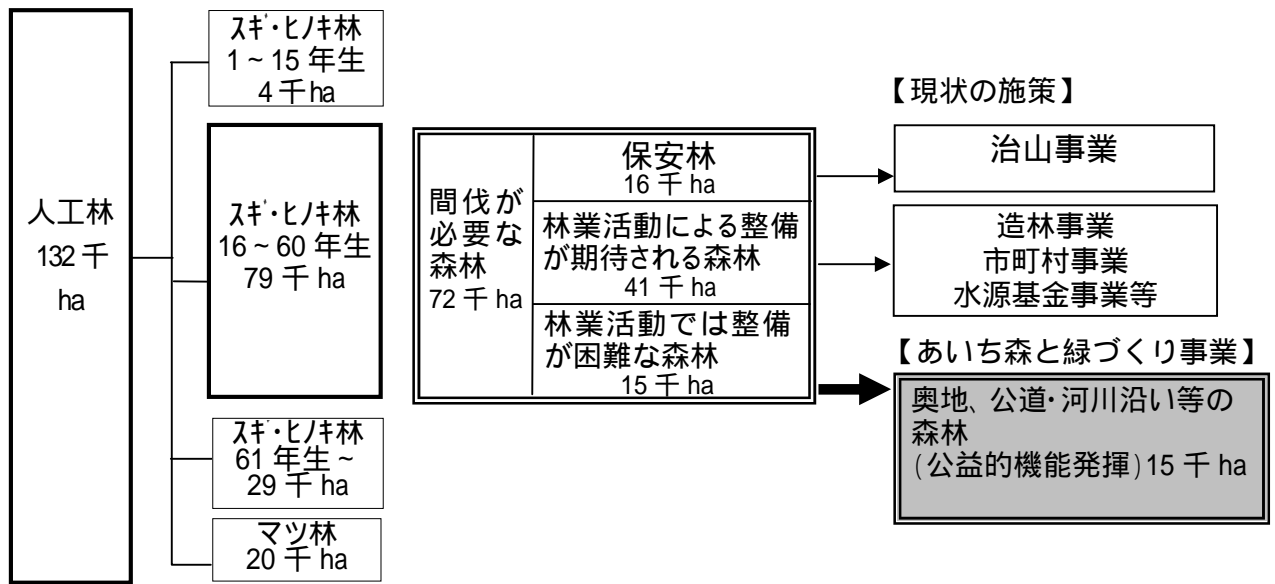 人工林
132千
ha
スギ・ヒノキ林
1~15年生
4千ha
スギ・ヒノキ林
16~60年生
79千ha
スギ・ヒノキ林
61年生~
29千ha
マツ林
20千ha
間伐が
必要な
森林
72千ha
保安林
16千ha
林業活動による整備
が期待される森林
41千ha
林業活動では整備
が困難な森林
15千ha
【現状の施策】
治山事業
造林事業
市町村事業
水源基金事業等
【あいち森と緑づくり事業】
奥地、公道・河川沿い等の
森林
(公益的機能発揮)15千ha